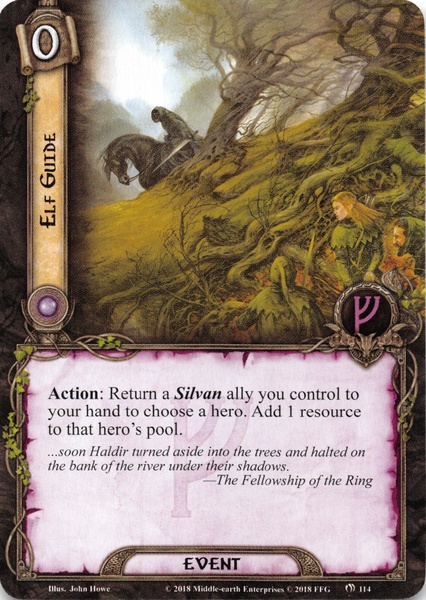 0
ELF GUIDE
Action: Return a Silvan ally you control to
your hand to choose a hero. Add 1 resource
to that hero's pool.
...soon Haldir turned aside into the trees and halted on
the bank of the river under their shadows.
—The Fellowship of the Ring
EVENT
Illus. John Howe © 2018 Middle-earth Enterprises © 2018 FFG 114